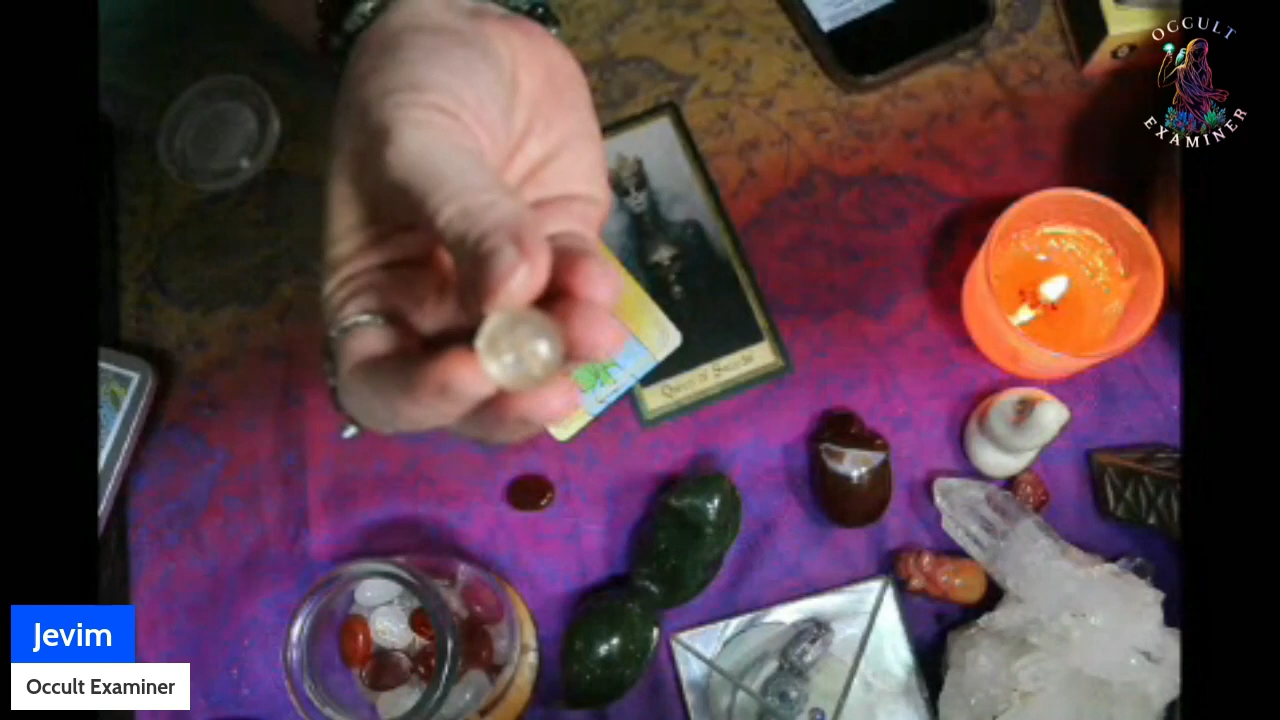 OCCULT
EXAMINER
Queen of Swords
Jevim
Occult Examiner